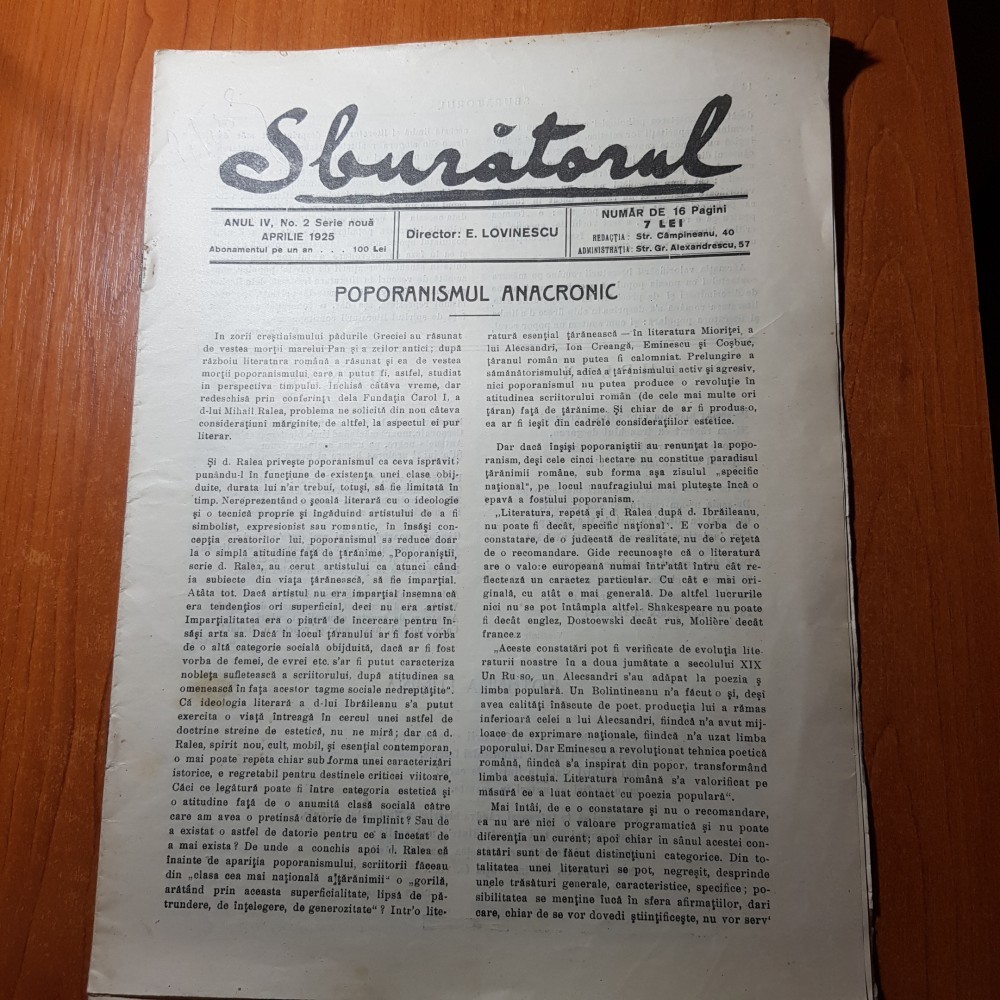 Sburătorul
ANUL IV, No. 2 Serie nouă
APRILIE 1925
Abonamentul pe un an . . . 100 Lei
Director: E. LOVINESCU
NUMĂR DE 16 Pagini
7 LEI
REDACȚIA: Str. Câmpineanu, 40
ADMINISTRAȚIA: Str. Gr. Alexandrescu, 57
POPORANISMUL ANACRONIC
In zorii creștinismului pădurile Greciei au răsunat
de vestea morții marelui Pan și a zeilor antici; după
războiu literatura română a răsunat și ea de vestea
morții poporanismului, care a putut fi, astfel, studiat
in perspectiva timpului. Închisă câtăva vreme, dar
redeschisă prin conferința dela Fundația Carol I, a
d-lui Mihail Ralea, problema ne solicită din nou câteva
considerațiuni mărginite, de altfel, la aspectul ei pur
literar.
Și d. Ralea privește poporanismul ca ceva isprăvit;
punându-l în funcțiune de existența unei clase obij-
duite, durata lui n'ar trebui, totuși, să fie limitată în
timp. Nereprezentând o școală literară cu o ideologie
și o tecnică proprie și îngăduind artistului de a fi
simbolist, expresionist sau romantic, în însăși con-
cepția creatorilor lui, poporanismul se reduce doar
la o simplă atitudine față de țărănime. „Poporaniștii,
scrie d. Ralea, au cerut artistului ca atunci când
ia subiecte din viața țărănească, să fie imparțial.
Atâta tot. Dacă artistul nu era imparțial însemna că
era tendențios ori superficial, deci nu era artist.
Imparțialitatea era o piatră de încercare pentru în-
săși arta sa. Dacă în locul țăranului ar fi fost vorba
de o altă categorie socială obijduită, dacă ar fi fost
vorba de femei, de evrei etc. s'ar fi putut caracteriza
nobleța sufletească a scriitorului, după atitudinea sa
omenească în fața acestor tagme sociale nedreptățite“.
Că ideologia literară a d-lui Ibrăileanu s'a putut
exercita o viață întreagă în cercul unei astfel de
doctrine streine de estetică, nu ne miră; dar că d.
Ralea, spirit nou, cult, mobil, și esențial contemporan,
o mai poate repeta chiar sub forma unei caracterizări
istorice, e regretabil pentru destinele criticei viitoare.
Căci ce legătură poate fi între categoria estetică și
o atitudine față de o anumită clasă socială către
care am avea o pretinsă datorie de împlinit? Sau de
a existat o astfel de datorie pentru ce a încetat de
a mai exista? De unde a conchis apoi d. Ralea că
înainte de apariția poporanismului, scriitorii făceau
din „clasa cea mai națională a țărănimii“ o „gorilă,
arătând prin aceasta superficialitate, lipsă de pă-
trundere, de înțelegere, de generozitate“? Intr'o lite-
ratură esențial țărănească — în literatura Mioriței, a
lui Alecsandri, Ion Creangă, Eminescu și Coșbuc,
țăranul român nu putea fi calomniat. Prelungire a
sămănătorismului, adică a țărănismului activ și agresiv,
nici poporanismul nu putea produce o revoluție în
atitudinea scriitorului român (de cele mai multe ori
țăran) față de țărănime. Și chiar de ar fi produs-o,
ea ar fi ieșit din cadrele considerațiilor estetice.
Dar dacă înșiși poporaniștii au renunțat la popo-
ranism, deși cele cinci hectare nu constitue paradisul
țărănimii române, sub forma așa zisului „specific
național“, pe locul naufragiului mai plutește încă o
epavă a fostului poporanism.
„Literatura, repetă și d. Ralea după d. Ibrăileanu,
nu poate fi decât, specific național“. E vorba de o
constatare, de o judecată de realitate, nu de o rețetă
de o recomandare. Gide recunoaște că o literatură
are o valoare europeană numai într'atât întru cât re-
flectează un caracter particular. Cu cât e mai ori-
ginală, cu atât e mai generală. De altfel lucrurile
nici nu se pot întâmpla altfel. Shakespeare nu poate
fi decât englez, Dostoewski decât rus, Molière decât
francez
„Aceste constatări pot fi verificate de evoluția lite
raturii noastre în a doua jumătate a secolului XIX
Un Russo, un Alecsandri s'au adăpat la poezia și
limba populară. Un Bolintineanu n'a făcut-o și, deși
avea calități înăscute de poet, producția lui a rămas
inferioară celei a lui Alecsandri, fiindcă n'a avut mij-
loace de exprimare naționale, fiindcă n'a uzat limba
poporului. Dar Eminescu a revoluționat tehnica poetică
română, fiindcă s'a inspirat din popor, transformând
limba acestuia. Literatura română s'a valorificat pe
măsură ce a luat contact cu poezia populară“.
Mai întâi, de e o constatare și nu o recomandare,
ea nu are nici o valoare programatică și nu poate
diferenția un curent; apoi chiar în sânul acestei con-
statări sunt de făcut distincțiuni categorice. Din to-
talitatea unei literaturi se pot, negreșit, desprinde
unele trăsături generale, caracteristice, specifice; po-
sibilitatea se menține încă în sfera afirmațiilor, dari
care, chiar de se vor dovedi științificește, nu vor serv'